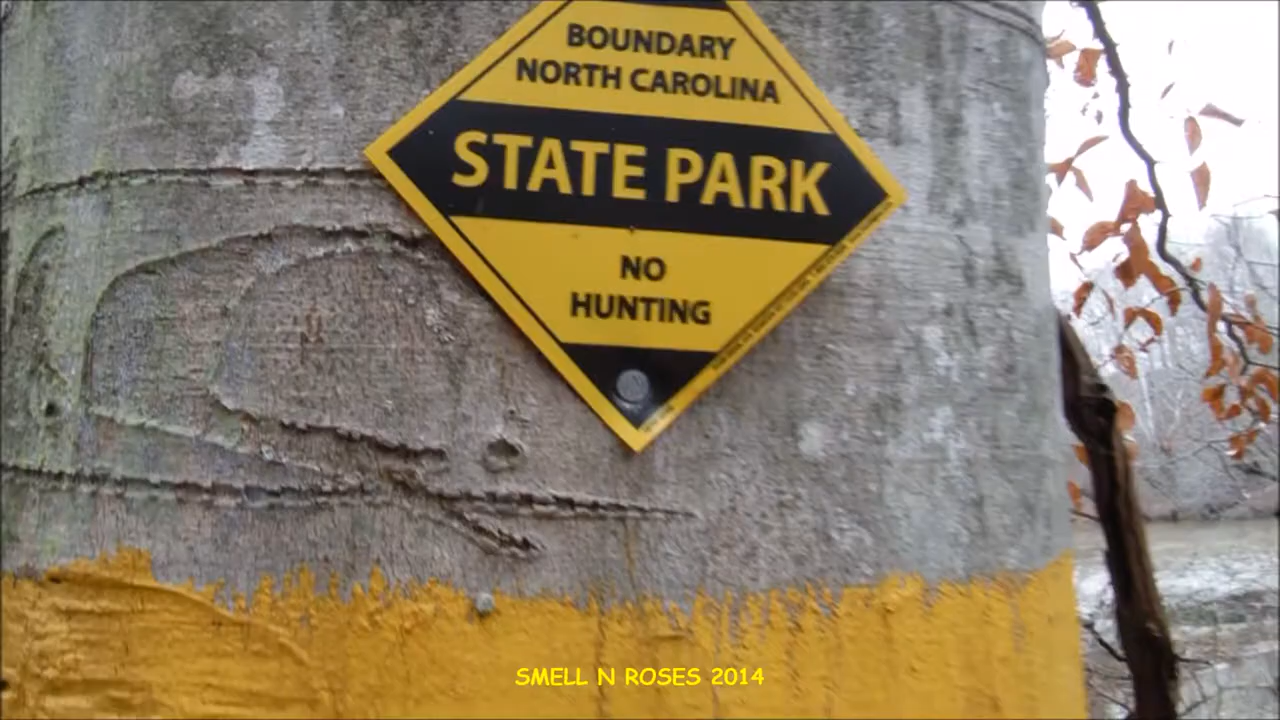 BOUNDARY
NORTH CAROLINA
STATE PARK
NO
HUNTING
SMELL N ROSES 2014